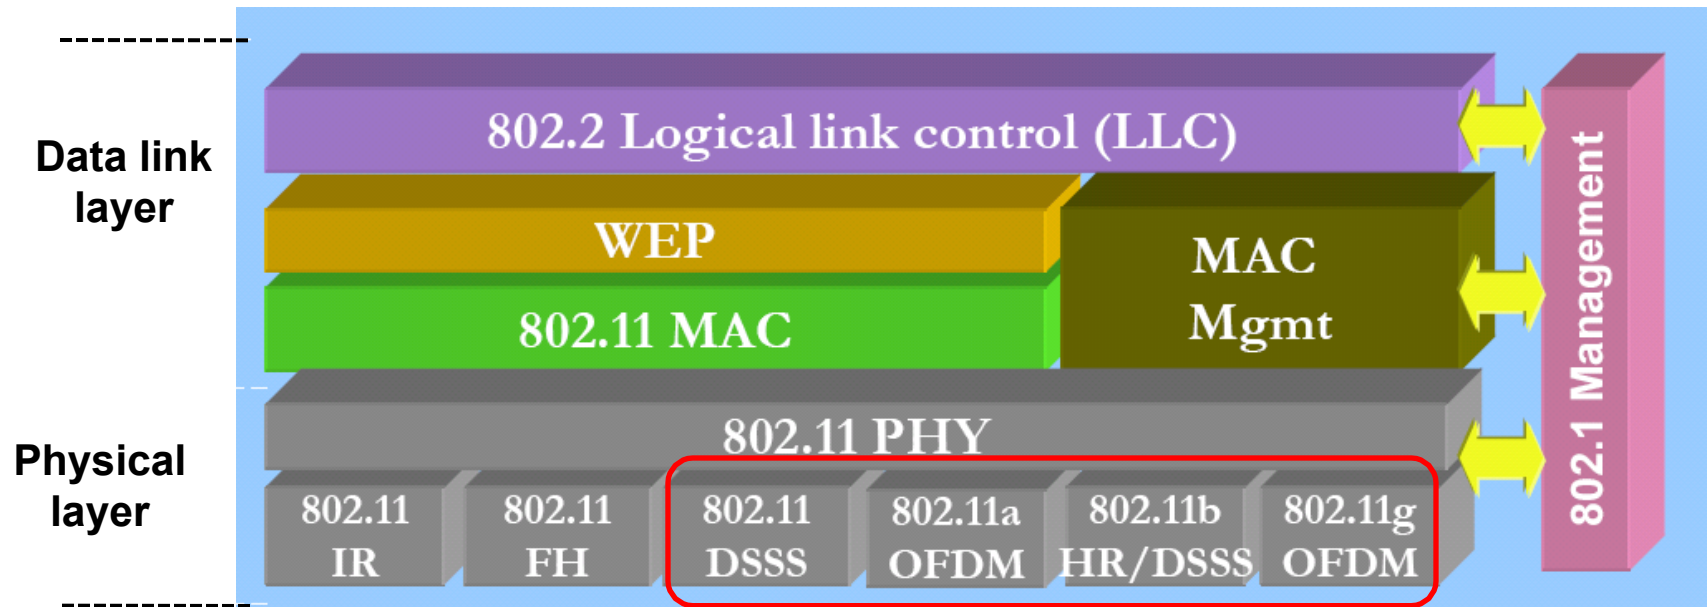 802.2 Logical link control (LLC)
Data link
layer
WEP
MAC
Mgmt
802.11 MAC
802.1 Management
802.11 PHY
Physical
layer
802.11
IR
802.11
FH
802.11
DSSS
802.11a
OFDM
802.11b
HR/DSSS
802.11g
OFDM